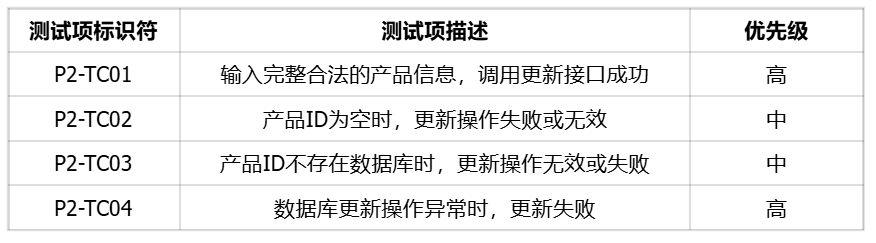 测试项标识符 测试项描述 优先级
P2-TC01 输入完整合法的产品信息，调用更新接口成功 高
P2-TC02 产品ID为空时，更新操作失败或无效 中
P2-TC03 产品ID不存在数据库时，更新操作无效或失败 中
P2-TC04 数据库更新操作异常时，更新失败 高